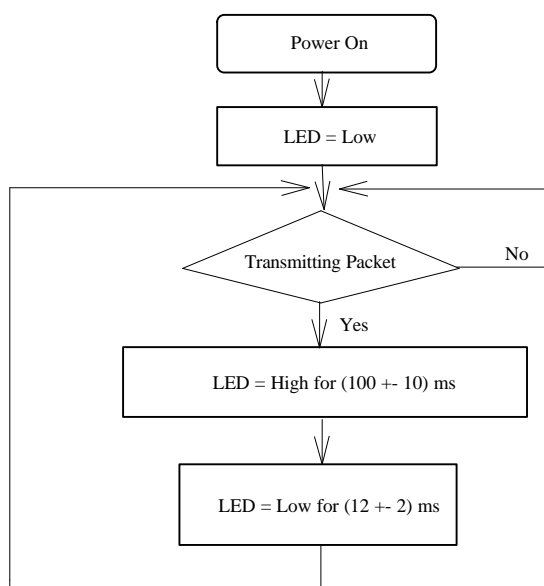 Power On
LED = Low
Transmitting Packet
No
Yes
LED = High for (100 +- 10) ms
LED = Low for (12 +- 2) ms